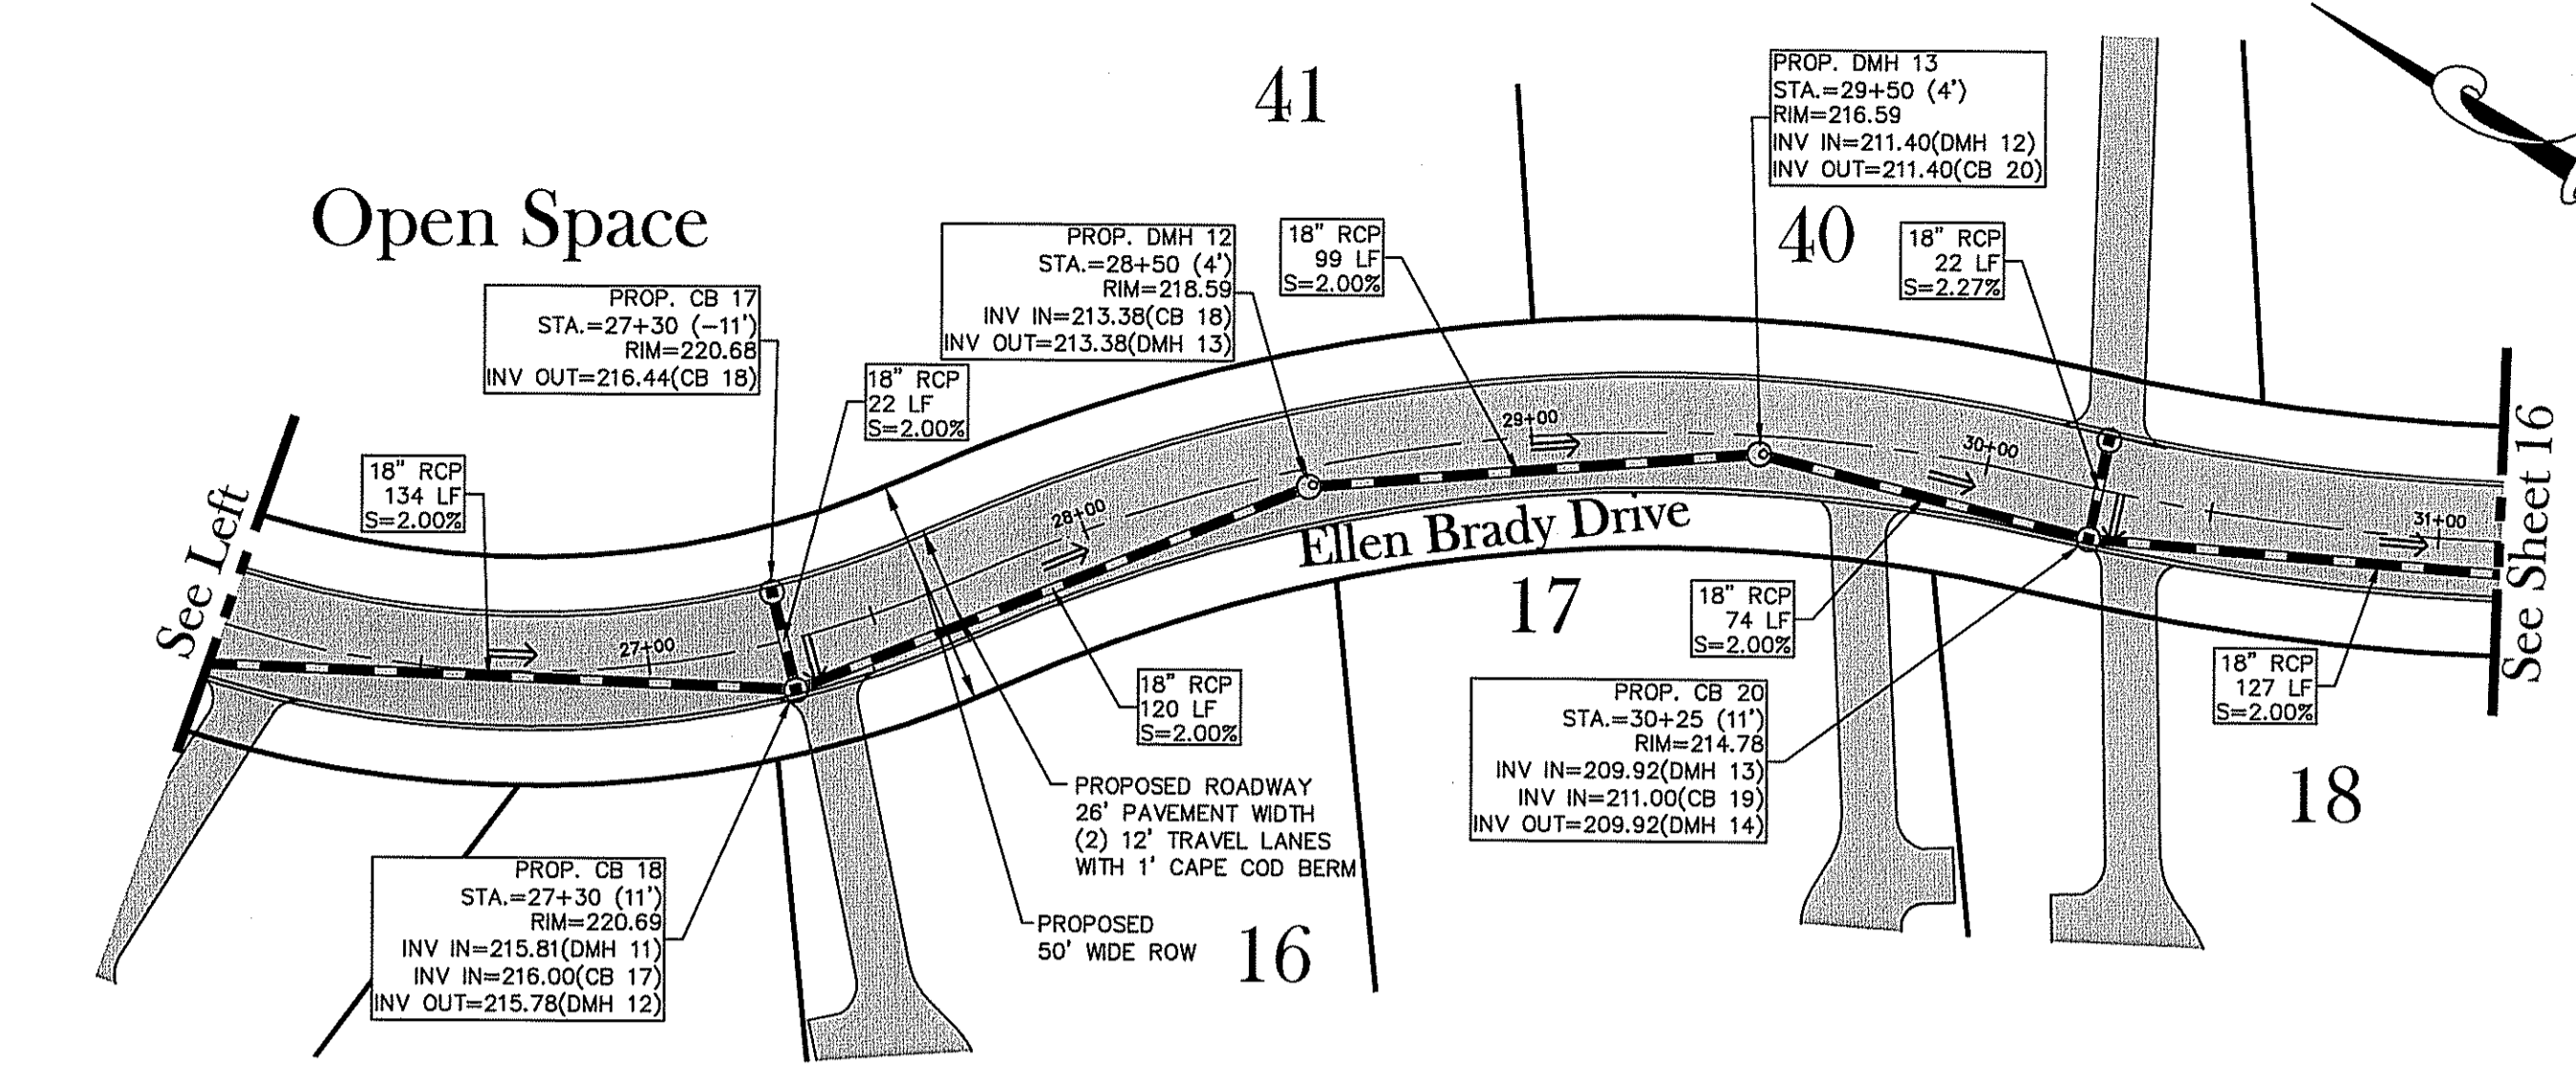 PROP. DMH 13
STA.=29+50 (4')
RIM=216.59
INV IN=211.40(DMH 12)
INV OUT=211.40(CB 20)
41
Open Space
40
PROP. DMH 12
STA.=28+50 (4')
RIM=218.59
INV IN=213.38(CB 18)
INV OUT=213.38(DMH 13)
18" RCP
99 LF
S=2.00%
18" RCP
22 LF
S=2.27%
PROP. CB 17
STA.=27+30 (-11')
RIM=220.68
INV OUT=216.44(CB 18)
18" RCP
22 LF
S=2.00%
18" RCP
134 LF
S=2.00%
See Left
27+00
28+00
29+00
30+00
31+00
See Sheet 16
Ellen Brady Drive
17
18" RCP
74 LF
S=2.00%
18" RCP
120 LF
S=2.00%
18" RCP
127 LF
S=2.00%
PROP. CB 20
STA.=30+25 (11')
RIM=214.78
INV IN=209.92(DMH 13)
INV IN=211.00(CB 19)
INV OUT=209.92(DMH 14)
18
PROPOSED ROADWAY
26' PAVEMENT WIDTH
(2) 12' TRAVEL LANES
WITH 1' CAPE COD BERM
PROP. CB 18
STA.=27+30 (11')
RIM=220.69
INV IN=215.81(DMH 11)
INV IN=216.00(CB 17)
INV OUT=215.78(DMH 12)
PROPOSED
50' WIDE ROW
16